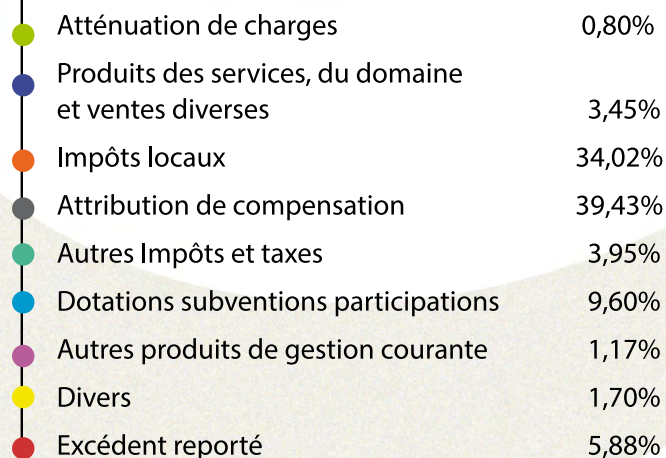 Atténuation de charges 0,80%
Produits des services, du domaine
et ventes diverses 3,45%
Impôts locaux 34,02%
Attribution de compensation 39,43%
Autres Impôts et taxes 3,95%
Dotations subventions participations 9,60%
Autres produits de gestion courante 1,17%
Divers 1,70%
Excédent reporté 5,88%